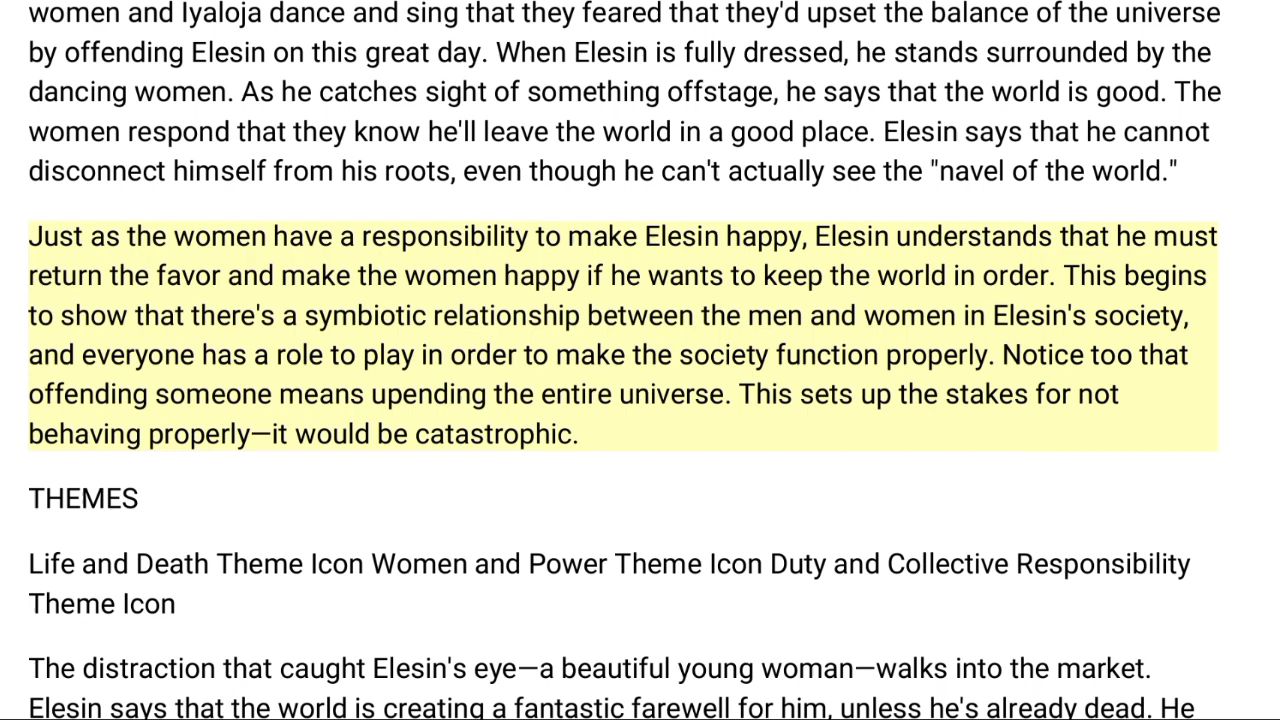 women and Iyaloja dance and sing that they feared that they'd upset the balance of the universe
by offending Elesin on this great day. When Elesin is fully dressed, he stands surrounded by the
dancing women. As he catches sight of something offstage, he says that the world is good. The
women respond that they know he'll leave the world in a good place. Elesin says that he cannot
disconnect himself from his roots, even though he can't actually see the "navel of the world."
Just as the women have a responsibility to make Elesin happy, Elesin understands that he must
return the favor and make the women happy if he wants to keep the world in order. This begins
to show that there's a symbiotic relationship between the men and women in Elesin's society,
and everyone has a role to play in order to make the society function properly. Notice too that
offending someone means upending the entire universe. This sets up the stakes for not
behaving properly—it would be catastrophic.
THEMES
Life and Death Theme Icon Women and Power Theme Icon Duty and Collective Responsibility
Theme Icon
The distraction that caught Elesin's eye—a beautiful young woman—walks into the market.
Elesin says that the world is creating a fantastic farewell for him, unless he's already dead. He